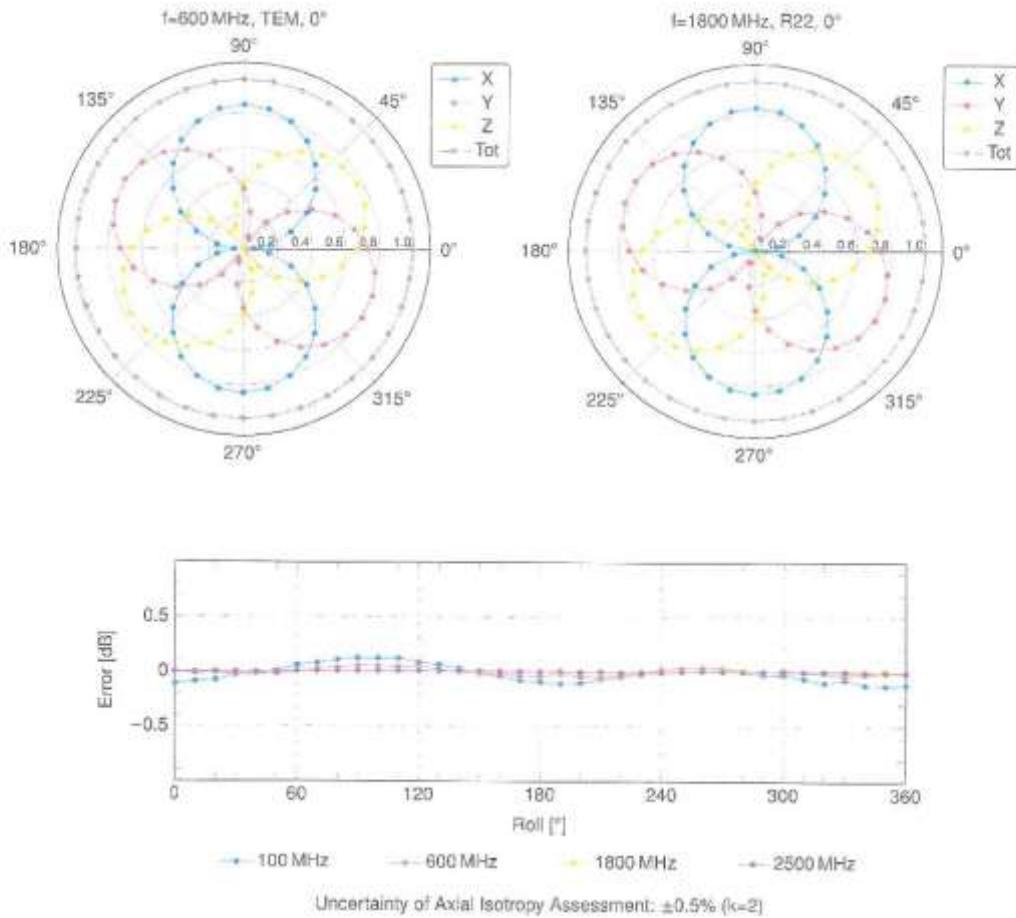 f=600 MHz, TEM, 0°
90°
135°
45°
180°
0.2 0.4 0.6 0.8 1.0
0°
225°
315°
270°
X
Y
Z
Tot
f=1800 MHz, R22, 0°
90°
135°
45°
180°
0.2 0.4 0.6 0.8 1.0
0°
225°
315°
270°
X
Y
Z
Tot
Error [dB]
0.5
0
−0.5
0 60 120 180 240 300 360
Roll [°]
100 MHz 600 MHz 1800 MHz 2500 MHz
Uncertainty of Axial Isotropy Assessment: ±0.5% (k=2)